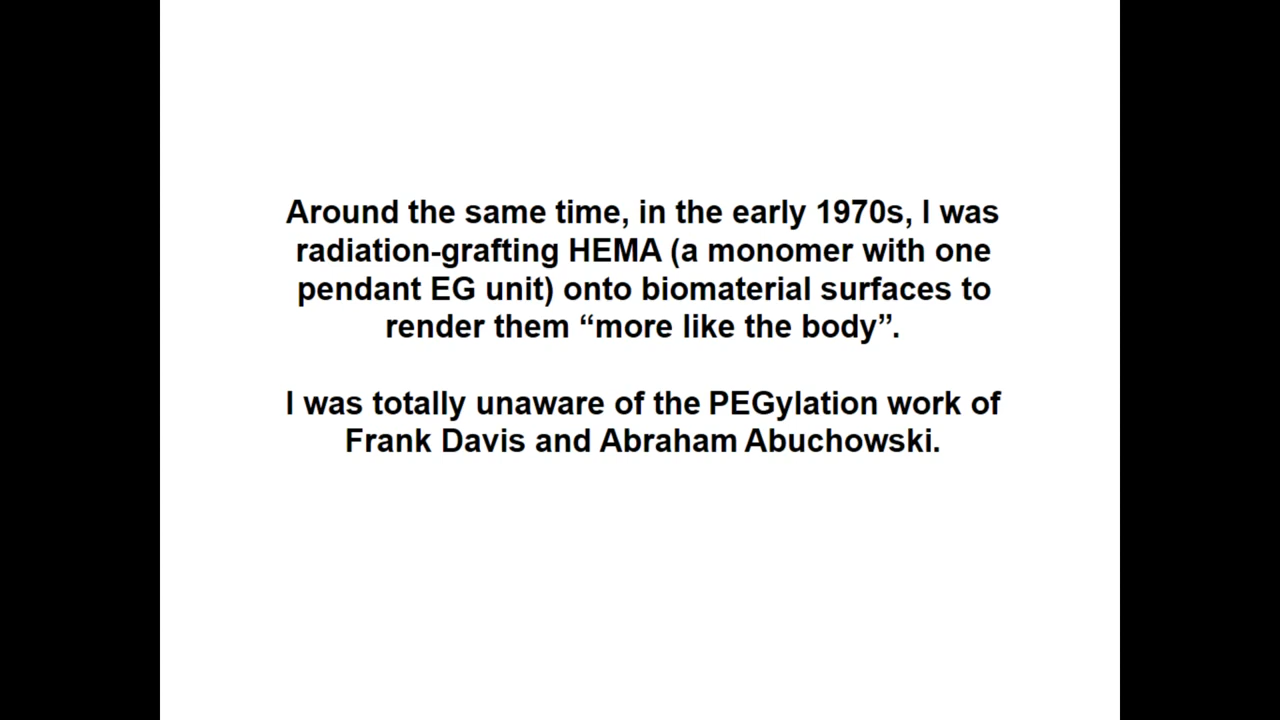 Around the same time, in the early 1970s, I was
radiation-grafting HEMA (a monomer with one
pendant EG unit) onto biomaterial surfaces to
render them “more like the body”.
I was totally unaware of the PEGylation work of
Frank Davis and Abraham Abuchowski.